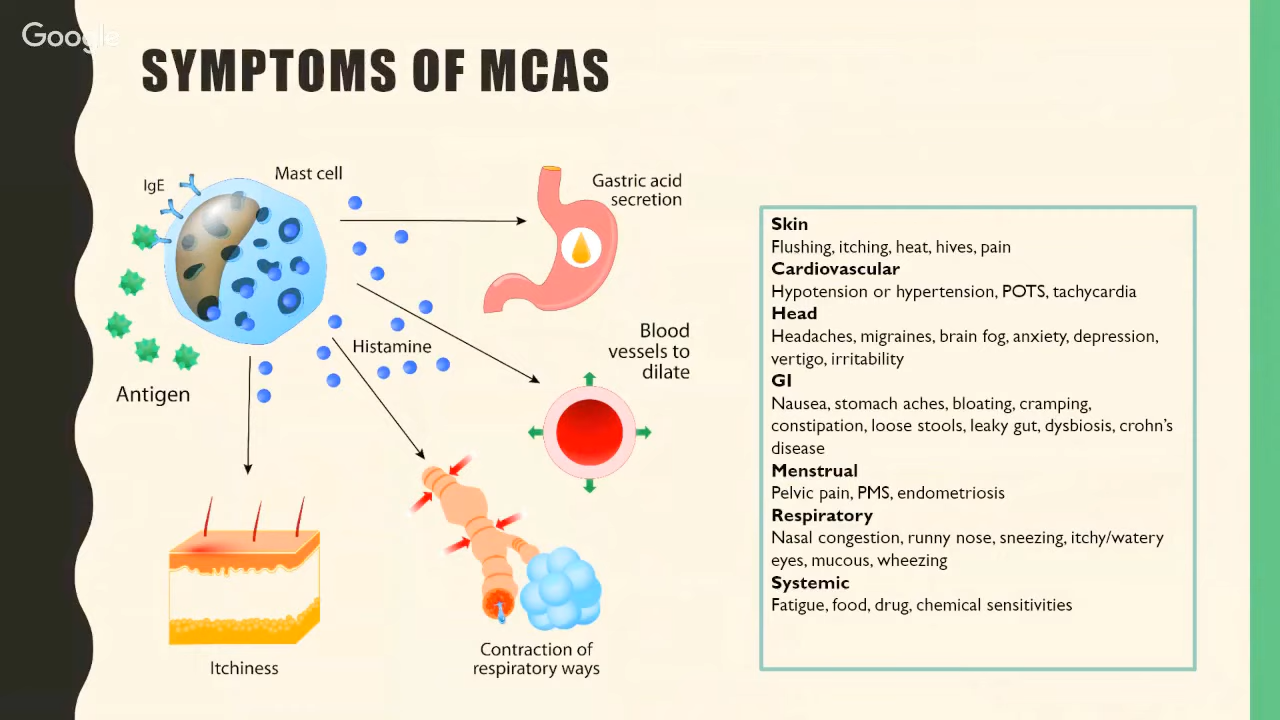 Google
SYMPTOMS OF MCAS
IgE
Mast cell
Antigen
Histamine
Gastric acid
secretion
Blood
vessels to
dilate
Itchiness
Contraction of
respiratory ways
Skin
Flushing, itching, heat, hives, pain
Cardiovascular
Hypotension or hypertension, POTS, tachycardia
Head
Headaches, migraines, brain fog, anxiety, depression,
vertigo, irritability
GI
Nausea, stomach aches, bloating, cramping,
constipation, loose stools, leaky gut, dysbiosis, crohn's
disease
Menstrual
Pelvic pain, PMS, endometriosis
Respiratory
Nasal congestion, runny nose, sneezing, itchy/watery
eyes, mucous, wheezing
Systemic
Fatigue, food, drug, chemical sensitivities